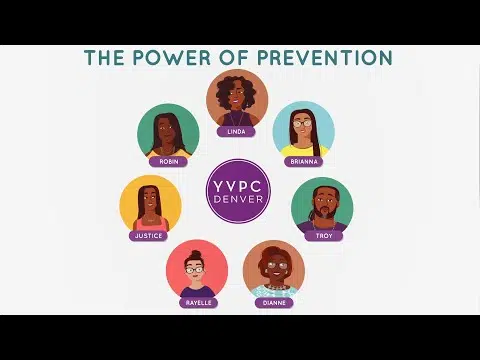 THE POWER OF PREVENTION
LINDA
ROBIN
BRIANNA
YVPC
DENVER
JUSTICE
TROY
RAYELLE
DIANNE